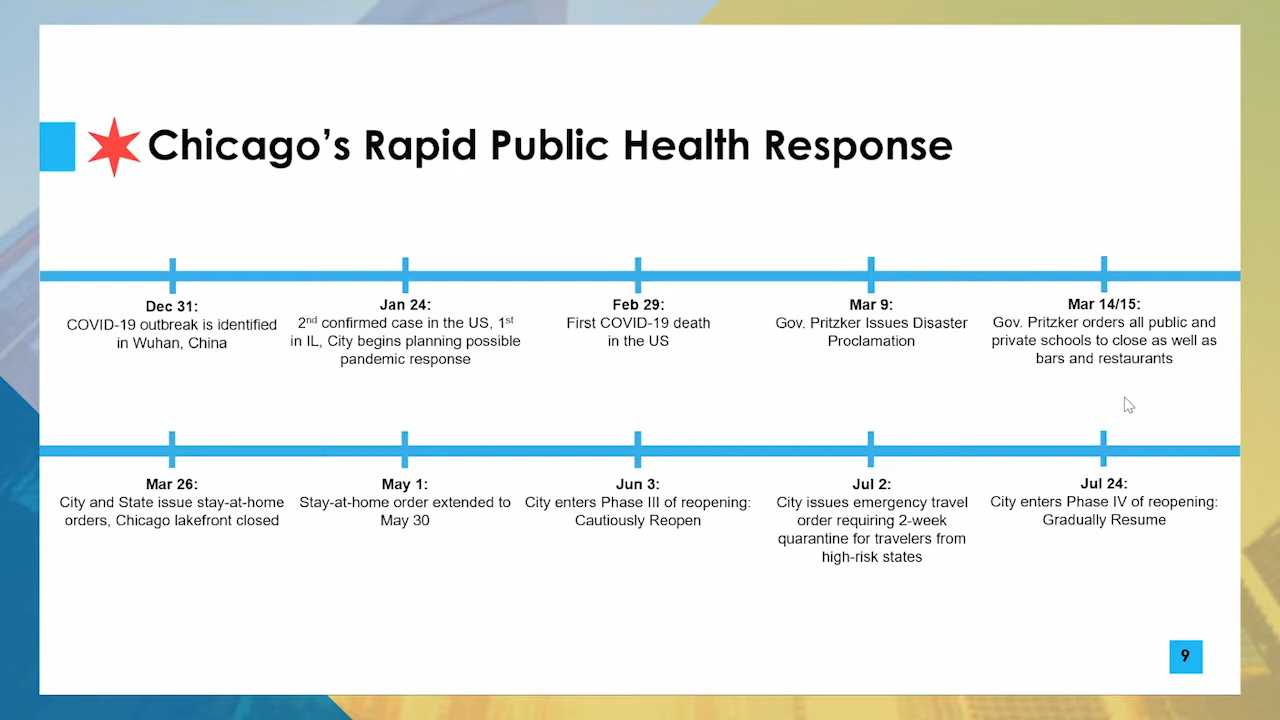 Chicago's Rapid Public Health Response
Dec 31:
COVID-19 outbreak is identified
in Wuhan, China
Jan 24:
2nd confirmed case in the US, 1st
in IL, City begins planning possible
pandemic response
Feb 29:
First COVID-19 death
in the US
Mar 9:
Gov. Pritzker Issues Disaster
Proclamation
Mar 14/15:
Gov. Pritzker orders all public and
private schools to close as well as
bars and restaurants
Mar 26:
City and State issue stay-at-home
orders, Chicago lakefront closed
May 1:
Stay-at-home order extended to
May 30
Jun 3:
City enters Phase III of reopening:
Cautiously Reopen
Jul 2:
City issues emergency travel
order requiring 2-week
quarantine for travelers from
high-risk states
Jul 24:
City enters Phase IV of reopening:
Gradually Resume
9